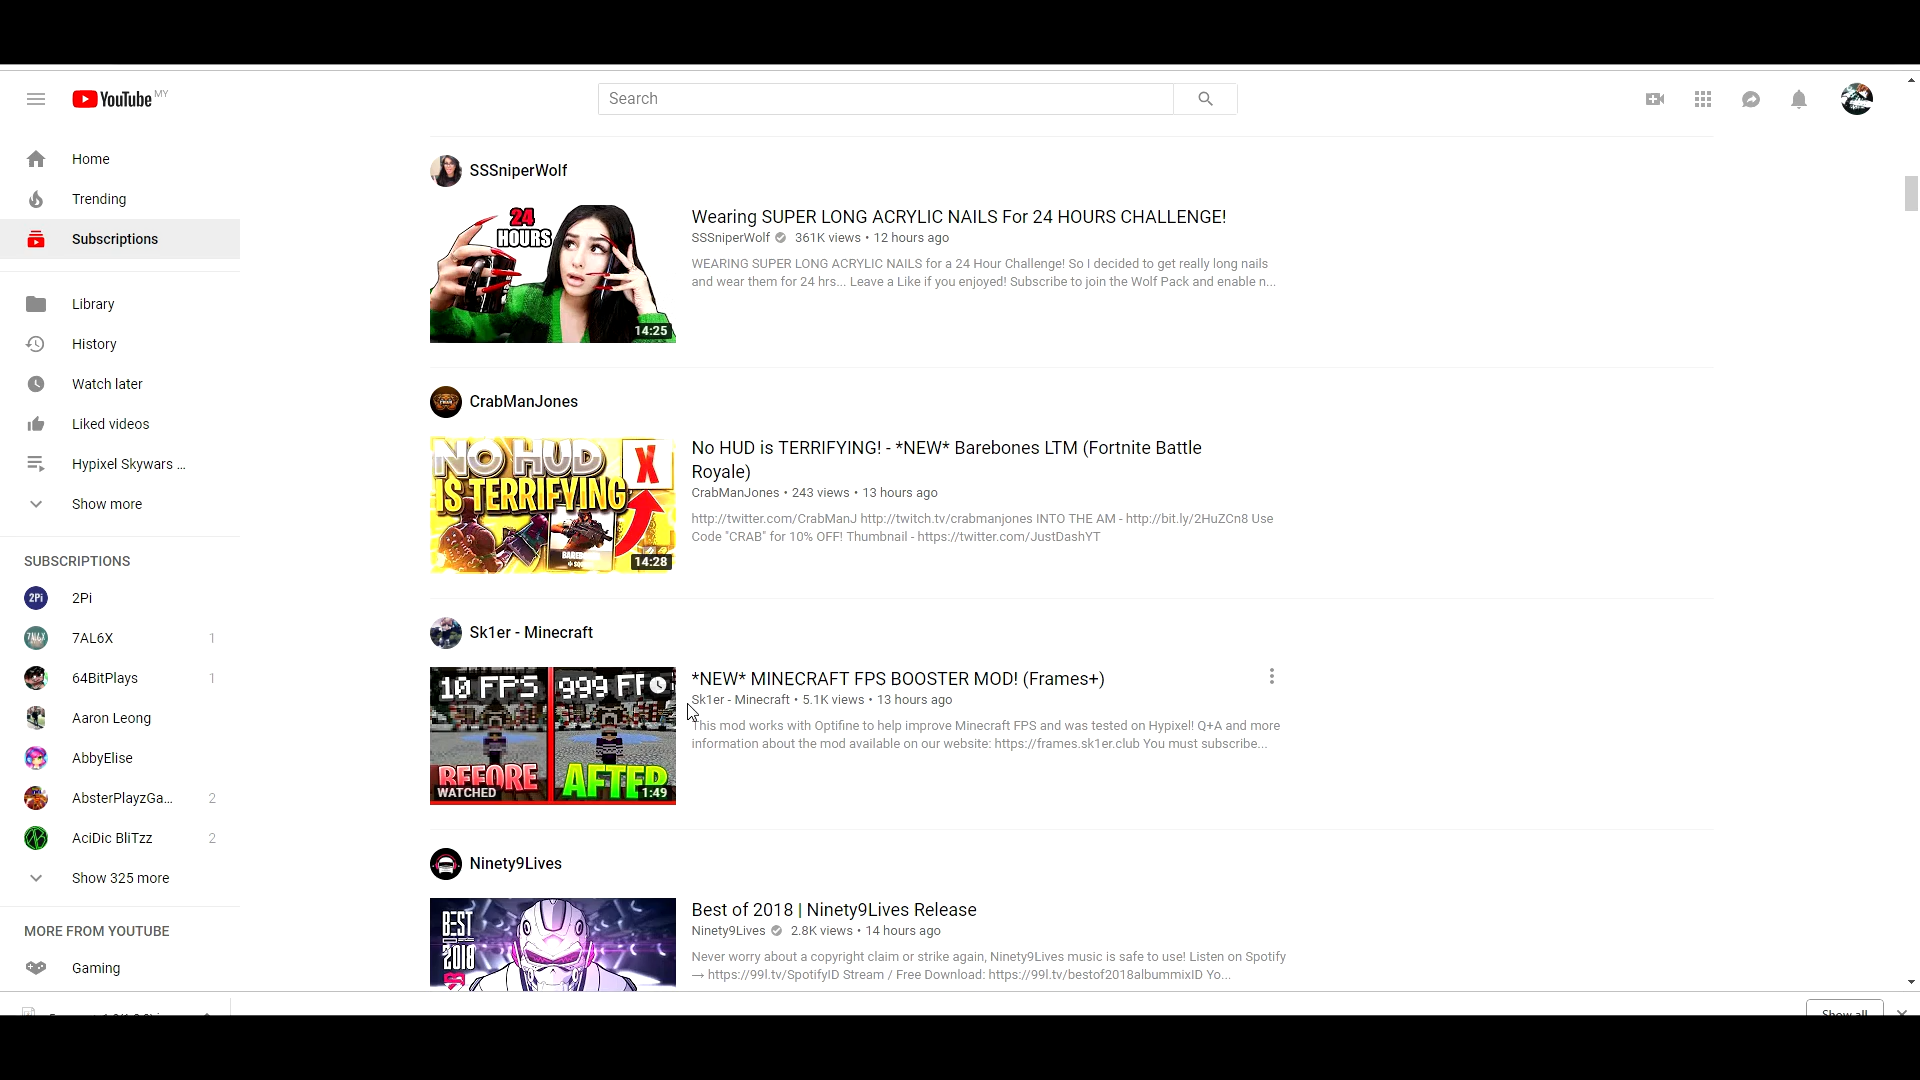 YouTube MY
Search
Home
Trending
Subscriptions
Library
History
Watch later
Liked videos
Hypixel Skywars ...
Show more
SUBSCRIPTIONS
2Pi
2Pi
7AL6X
7AL6X 1
64BitPlays 1
Aaron Leong
AbbyElise
AbsterPlayzGa... 2
AciDic BliTzz 2
Show 325 more
MORE FROM YOUTUBE
Gaming
SSSniperWolf
24
HOURS
14:25
Wearing SUPER LONG ACRYLIC NAILS For 24 HOURS CHALLENGE!
SSSniperWolf 361K views • 12 hours ago
WEARING SUPER LONG ACRYLIC NAILS for a 24 Hour Challenge! So I decided to get really long nails
and wear them for 24 hrs... Leave a Like if you enjoyed! Subscribe to join the Wolf Pack and enable n...
CrabManJones
NO HUD X
IS TERRIFYING
14:28
No HUD is TERRIFYING! - *NEW* Barebones LTM (Fortnite Battle
Royale)
CrabManJones • 243 views • 13 hours ago
http://twitter.com/CrabManJ http://twitch.tv/crabmanjones INTO THE AM - http://bit.ly/2HuZCn8 Use
Code "CRAB" for 10% OFF! Thumbnail - https://twitter.com/JustDashYT
Sk1er - Minecraft
10 FPS 999 FF
BEFORE AFTER
WATCHED 1:49
*NEW* MINECRAFT FPS BOOSTER MOD! (Frames+)
Sk1er - Minecraft • 5.1K views • 13 hours ago
This mod works with Optifine to help improve Minecraft FPS and was tested on Hypixel! Q+A and more
information about the mod available on our website: https://frames.sk1er.club You must subscribe...
Ninety9Lives
BEST
2018
Best of 2018 | Ninety9Lives Release
Ninety9Lives 2.8K views • 14 hours ago
Never worry about a copyright claim or strike again, Ninety9Lives music is safe to use! Listen on Spotify
→ https://99l.tv/SpotifyID Stream / Free Download: https://99l.tv/bestof2018albummixID Yo...
Show all